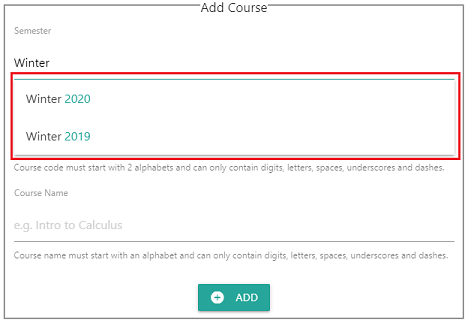 Add Course
Semester
Winter
Winter 2020
Winter 2019
Course code must start with 2 alphabets and can only contain digits, letters, spaces, underscores and dashes.
Course Name
e.g. Intro to Calculus
Course name must start with an alphabet and can only contain digits, letters, spaces, underscores and dashes.
ADD